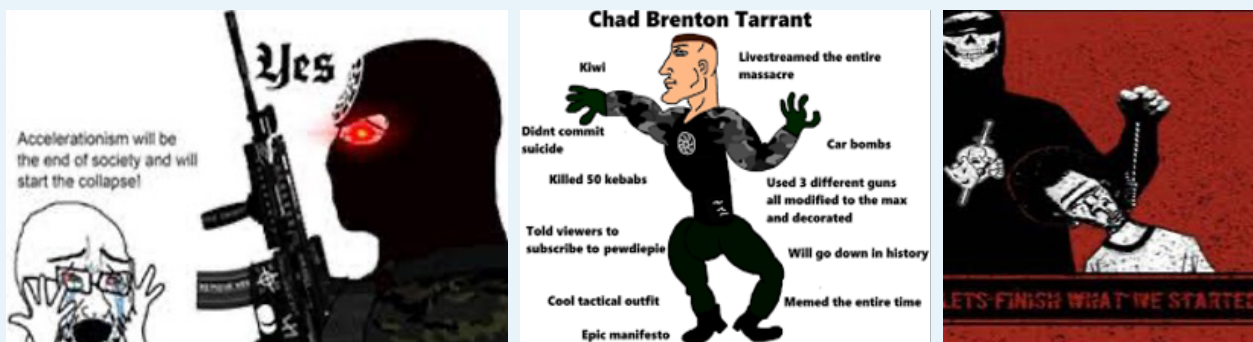 Yes
Accelerationism will be
the end of society and will
start the collapse!
Chad Brenton Tarrant
Kiwi
Livestreamed the entire
massacre
Didnt commit
suicide
Car bombs
Killed 50 kebabs
Used 3 different guns
all modified to the max
and decorated
Told viewers to
subscribe to pewdiepie
Will go down in history
Cool tactical outfit
Memed the entire time
Epic manifesto
LETS FINISH WHAT WE STARTE